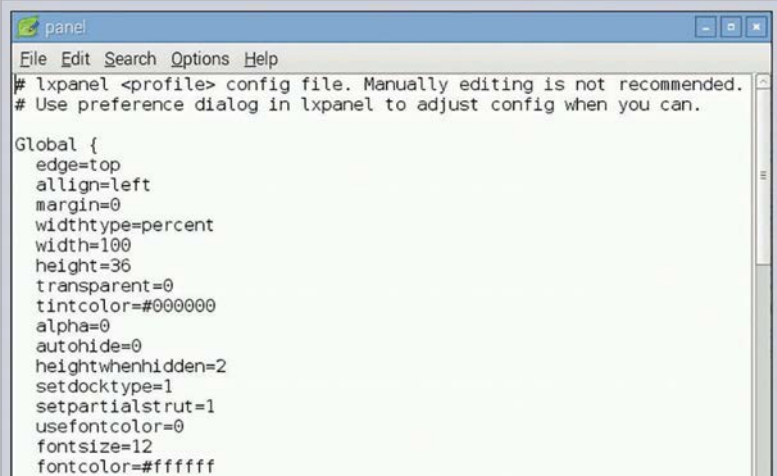 panel
File Edit Search Options Help
# lxpanel <profile> config file. Manually editing is not recommended.
# Use preference dialog in lxpanel to adjust config when you can.
Global {
edge=top
allign=left
margin=0
widthtype=percent
width=100
height=36
transparent=0
tintcolor=#000000
alpha=0
autohide=0
heightwhenhidden=2
setdocktype=1
setpartialstrut=1
usefontcolor=0
fontsize=12
fontcolor=#ffffff